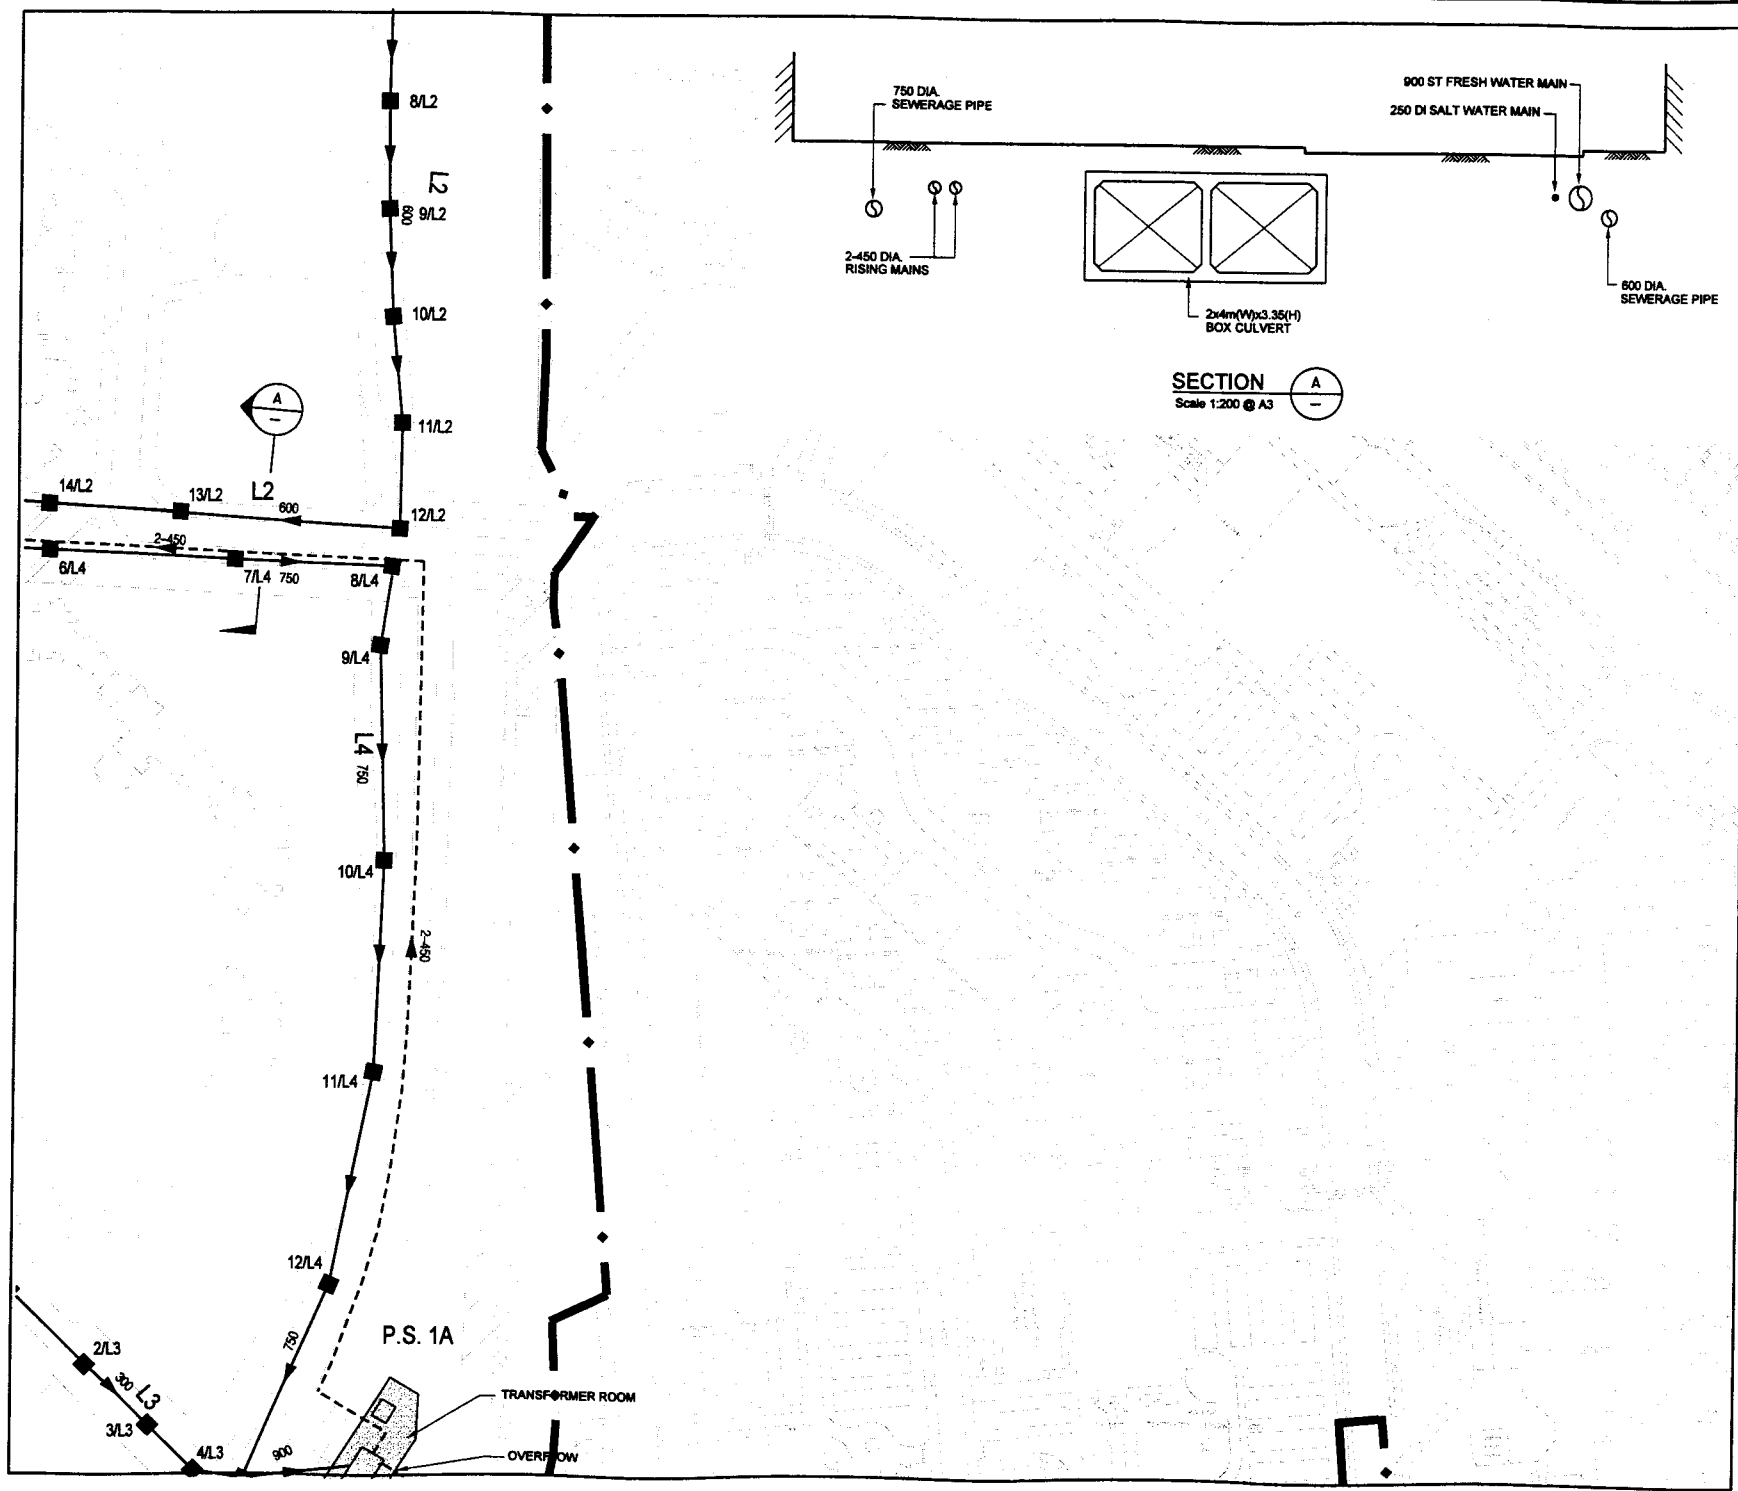 8/L2
L2
600
9/L2
10/L2
11/L2
A
–
14/L2
13/L2
L2
600
12/L2
2-450
6/L4
7/L4
750
8/L4
9/L4
L4
750
10/L4
2-450
11/L4
12/L4
750
P.S. 1A
2/L3
300
L3
3/L3
4/L3
900
TRANSFORMER ROOM
OVERFLOW
750 DIA.
SEWERAGE PIPE
900 ST FRESH WATER MAIN
250 DI SALT WATER MAIN
2-450 DIA.
RISING MAINS
2x4m(W)x3.35(H)
BOX CULVERT
600 DIA.
SEWERAGE PIPE
SECTION
A
–
Scale 1:200 @ A3